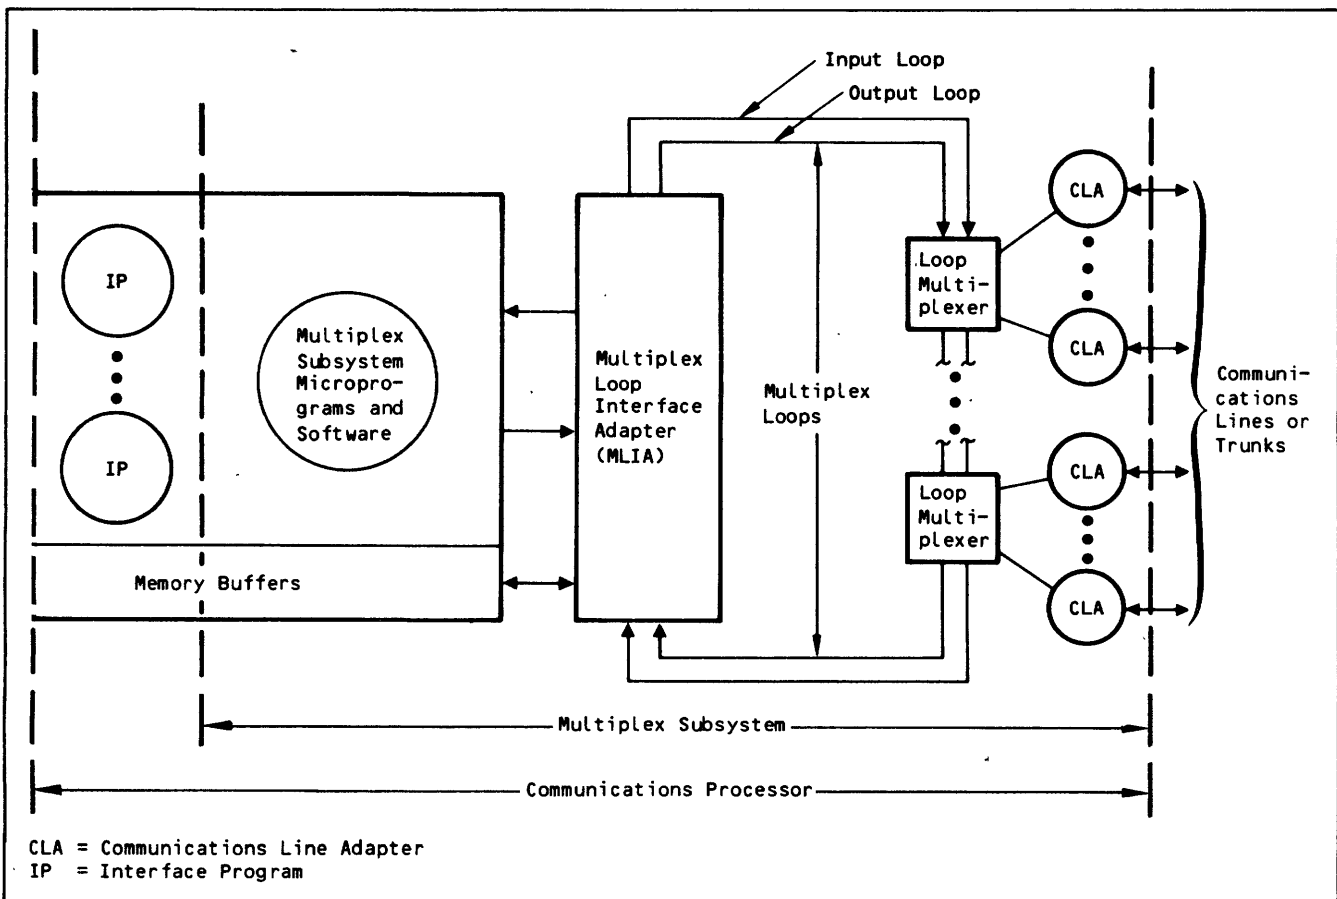 Input Loop
Output Loop
CLA
IP
Loop
Multi-
plexer
CLA
Multiplex
Subsystem
Micropro-
grams and
Software
Multiplex
Loop
Interface
Adapter
(MLIA)
Multiplex
Loops
Communi-
cations
Lines or
Trunks
IP
CLA
Loop
Multi-
plexer
Memory Buffers
CLA
Multiplex Subsystem
Communications Processor
CLA = Communications Line Adapter
IP = Interface Program